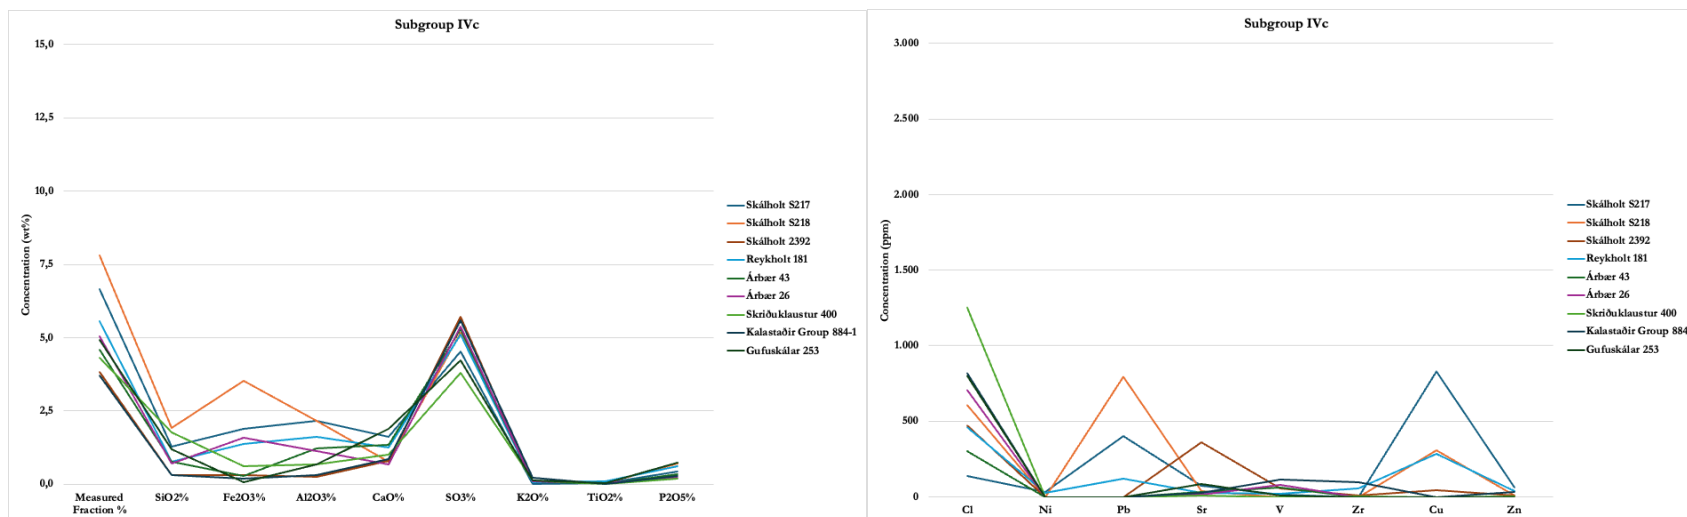 Subgroup IVc
15,0
12,5
10,0
7,5
5,0
2,5
0,0
Concentration (wt%)
Measured Fraction %
SiO2%
Fe2O3%
Al2O3%
CaO%
SO3%
K2O%
TiO2%
P2O5%
Skálholt S217
Skálholt S218
Skálholt 2392
Reykholt 181
Árbær 43
Árbær 26
Skriðuklaustur 400
Kalastaðir Group 884-1
Gufuskálar 253
Subgroup IVc
3.000
2.500
2.000
1.500
1.000
500
0
Concentration (ppm)
Cl
Ni
Pb
Sr
V
Zr
Cu
Zn
Skálholt S217
Skálholt S218
Skálholt 2392
Reykholt 181
Árbær 43
Árbær 26
Skriðuklaustur 400
Kalastaðir Group 884
Gufuskálar 253